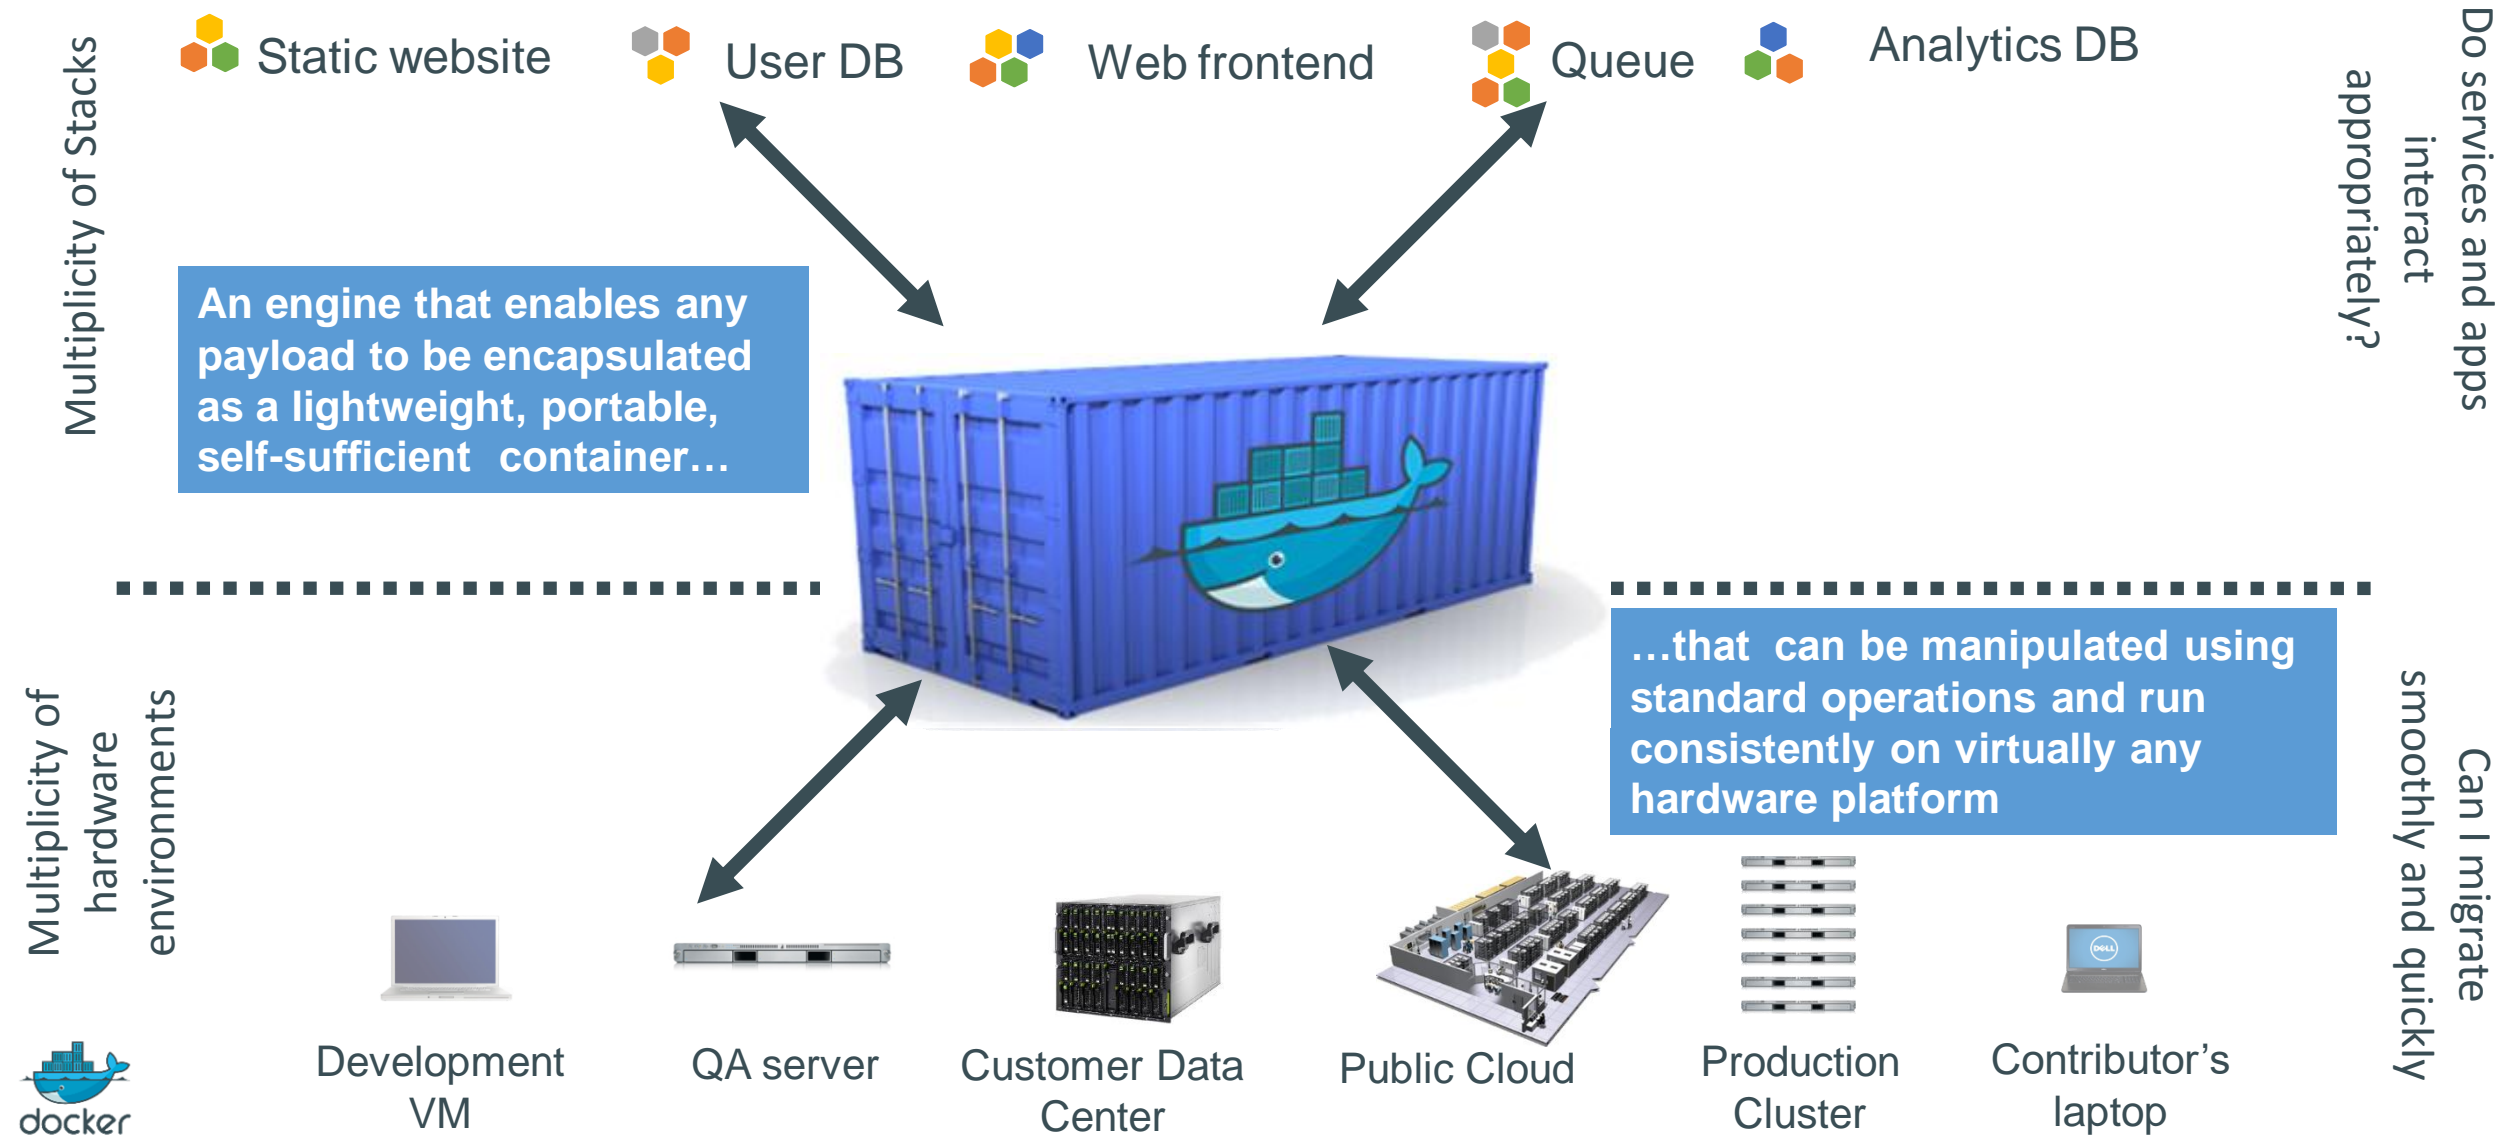 Static website
User DB
Web frontend
Queue
Analytics DB
Multiplicity of Stacks
Do services and apps
interact
appropriately?
An engine that enables any
payload to be encapsulated
as a lightweight, portable,
self-sufficient container…
…that can be manipulated using
standard operations and run
consistently on virtually any
hardware platform
Multiplicity of
hardware
environments
Can I migrate
smoothly and quickly
DELL
Development
VM
QA server
Customer Data
Center
Public Cloud
Production
Cluster
Contributor’s
laptop
docker